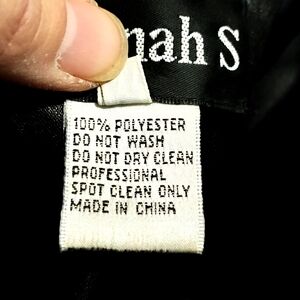 nah S
100% POLYESTER
DO NOT WASH
DO NOT DRY CLEAN
PROFESSIONAL
SPOT CLEAN ONLY
MADE IN CHINA